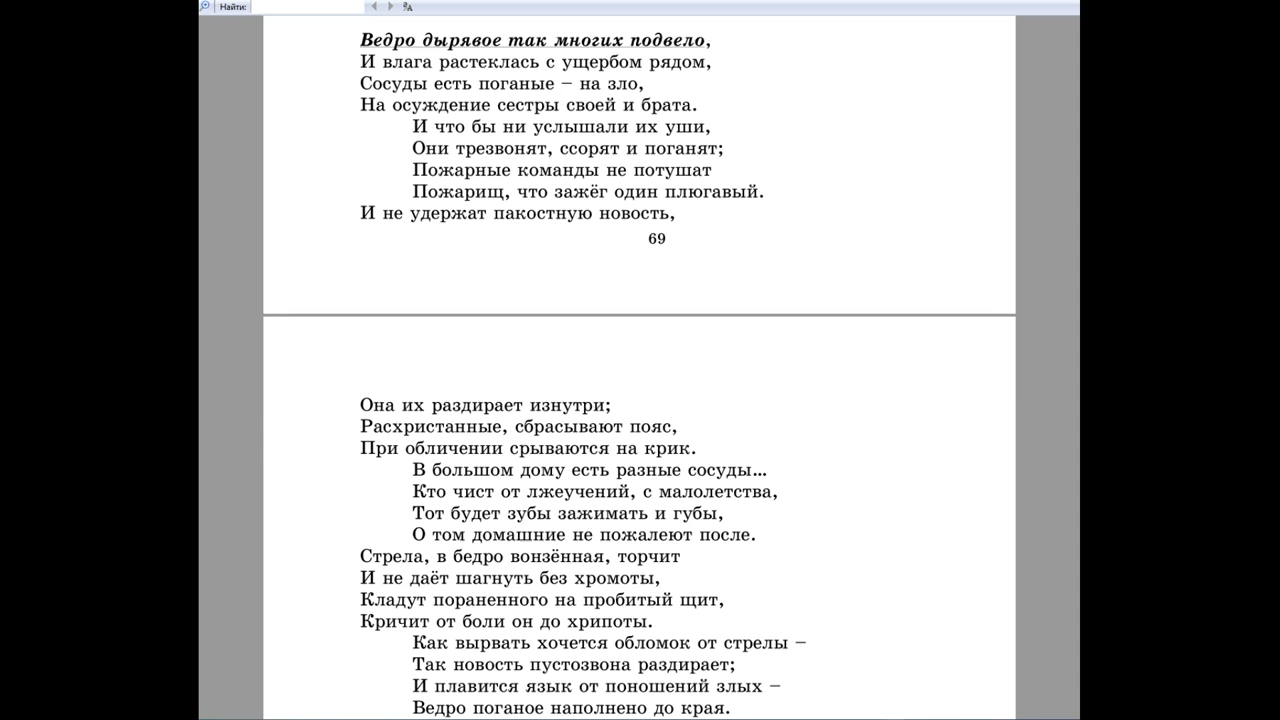 Найти:
Ведро дырявое так многих подвело,
И влага растеклась с ущербом рядом,
Сосуды есть поганые – на зло,
На осуждение сестры своей и брата.
И что бы ни услышали их уши,
Они трезвонят, ссорят и поганят;
Пожарные команды не потушат
Пожарищ, что зажёг один плюгавый.
И не удержат пакостную новость,
69
Она их раздирает изнутри;
Расхристанные, сбрасывают пояс,
При обличении срываются на крик.
В большом дому есть разные сосуды...
Кто чист от лжеучений, с малолетства,
Тот будет зубы зажимать и губы,
О том домашние не пожалеют после.
Стрела, в бедро вонзённая, торчит
И не даёт шагнуть без хромоты,
Кладут пораненного на пробитый щит,
Кричит от боли он до хрипоты.
Как вырвать хочется обломок от стрелы –
Так новость пустозвона раздирает;
И плавится язык от поношений злых –
Ведро поганое наполнено до края.